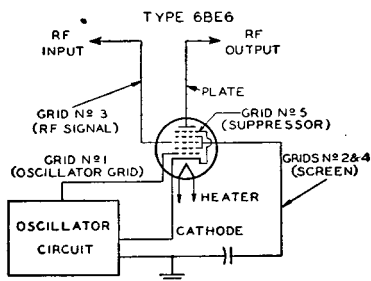 TYPE 6BE6
RF
INPUT
RF
OUTPUT
PLATE
GRID Nº 3
(RF SIGNAL)
GRID Nº 5
(SUPPRESSOR)
GRID Nº 1
(OSCILLATOR GRID)
GRIDS Nº 2&4
(SCREEN)
HEATER
OSCILLATOR
CIRCUIT
CATHODE